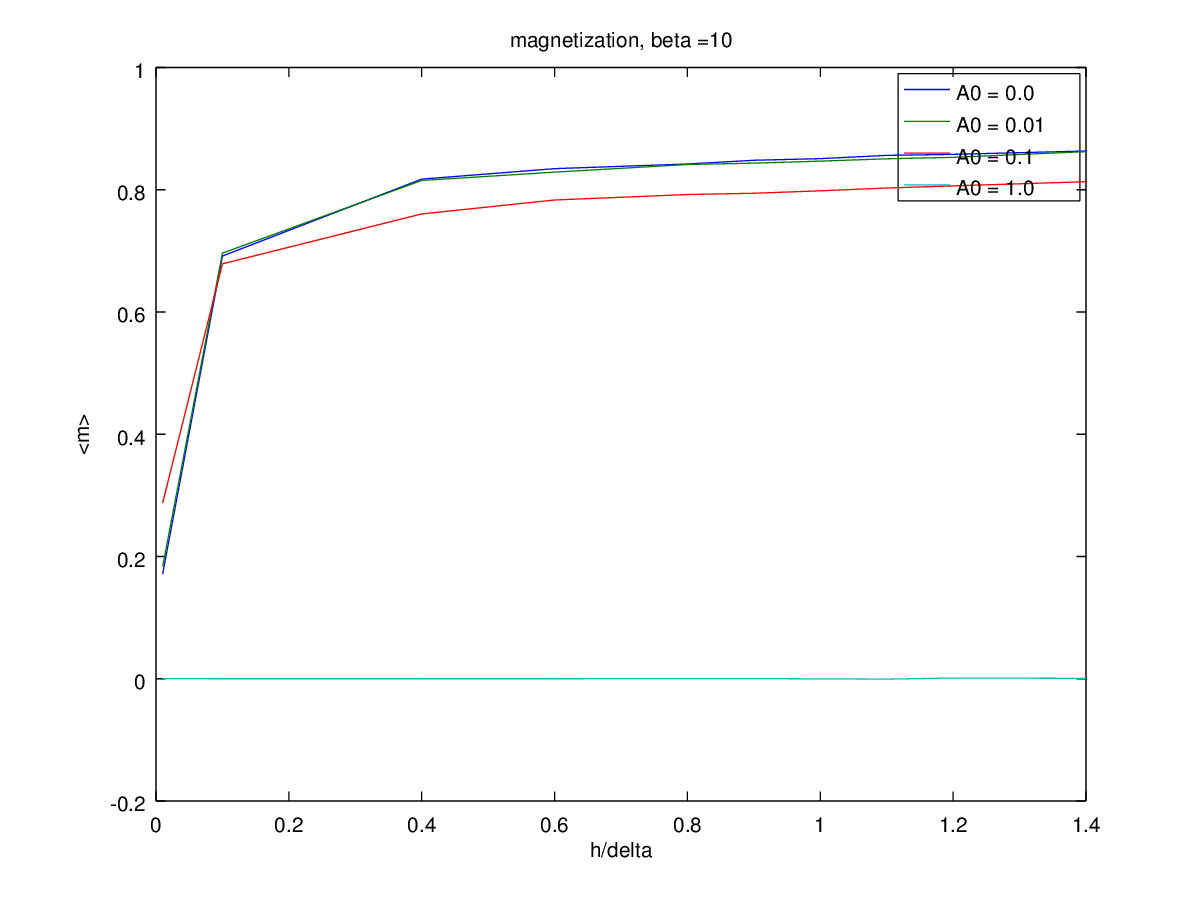 magnetization, beta =10
1
A0 = 0.0
A0 = 0.01
A0 = 0.1
A0 = 1.0
0.8
0.6
0.4
0.2
0
-0.2
<m>
0
0.2
0.4
0.6
0.8
1
1.2
1.4
h/delta